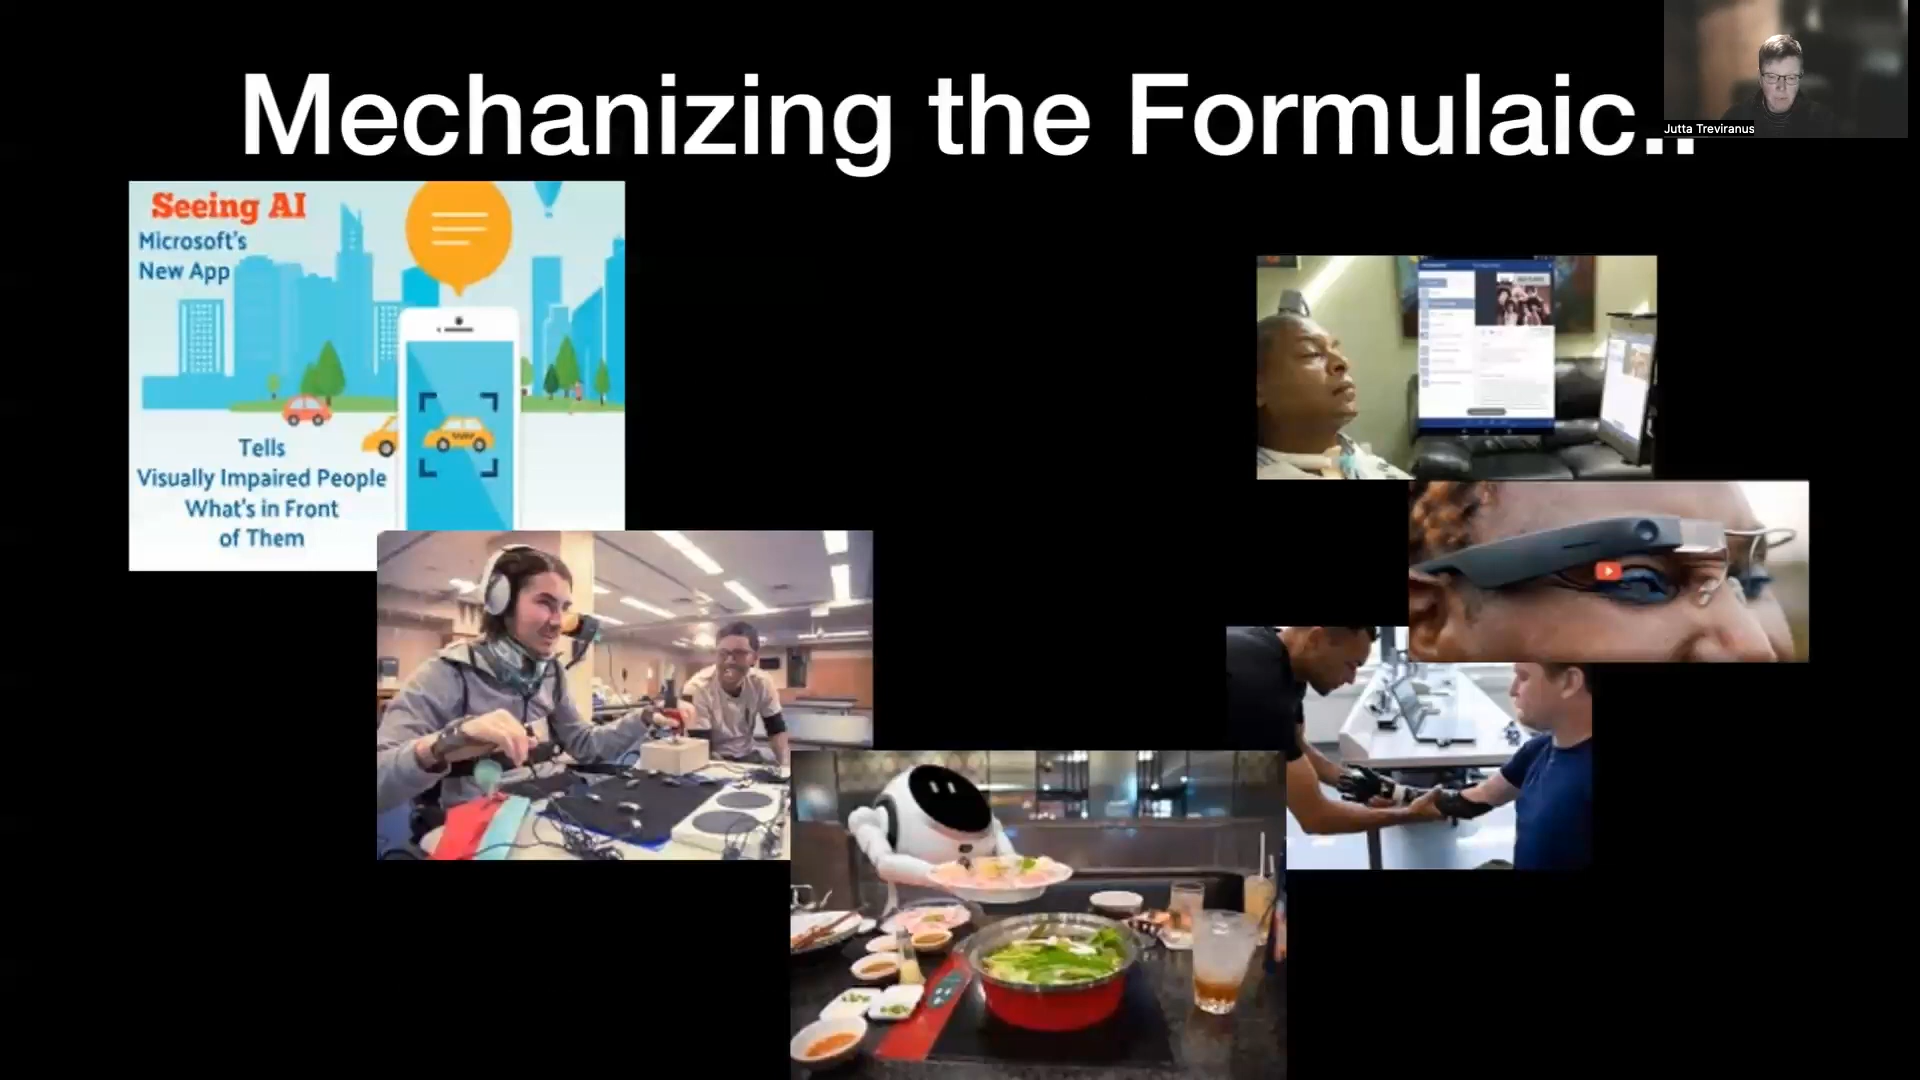 Mechanizing the Formulaic..
Jutta Treviranus
Seeing AI
Microsoft's
New App
Tells
Visually Impaired People
What's in Front
of Them